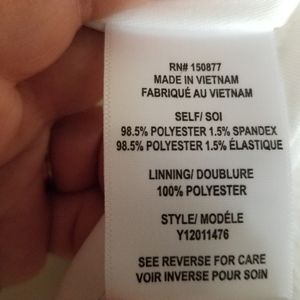 RN# 150877
MADE IN VIETNAM
FABRIQUÉ AU VIETNAM
SELF/ SOI
98.5% POLYESTER 1.5% SPANDEX
98.5% POLYESTER 1.5% ÉLASTIQUE
LINNING/ DOUBLURE
100% POLYESTER
STYLE/ MODÉLE
Y12011476
SEE REVERSE FOR CARE
VOIR INVERSE POUR SOIN